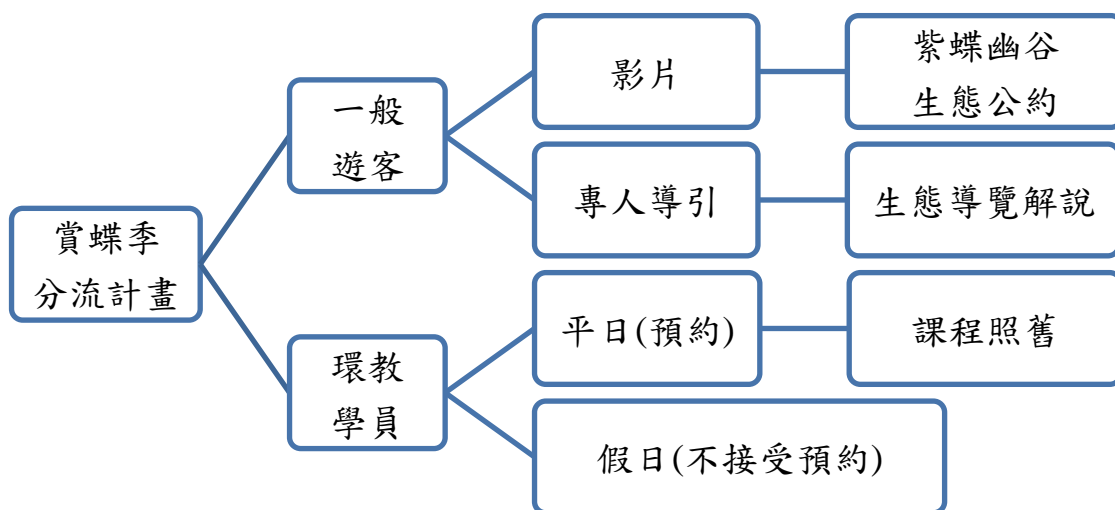 賞蝶季
分流計畫
一般
遊客
影片
紫蝶幽谷
生態公約
專人導引
生態導覽解說
環教
學員
平日(預約)
課程照舊
假日(不接受預約)